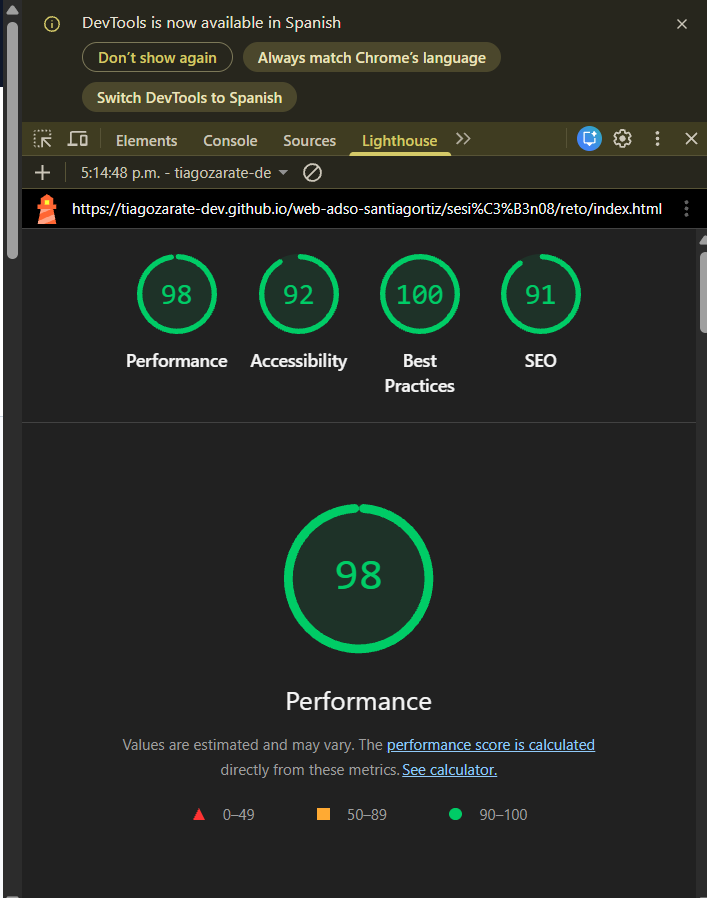 DevTools is now available in Spanish
Don’t show again
Always match Chrome’s language
Switch DevTools to Spanish
Elements Console Sources Lighthouse
5:14:48 p.m. - tiagozarate-de
https://tiagozarate-dev.github.io/web-adso-santiagortiz/sesi%C3%B3n08/reto/index.html
98 92 100 91
Performance Accessibility Best Practices SEO
98
Performance
Values are estimated and may vary. The performance score is calculated
directly from these metrics. See calculator.
0–49 50–89 90–100